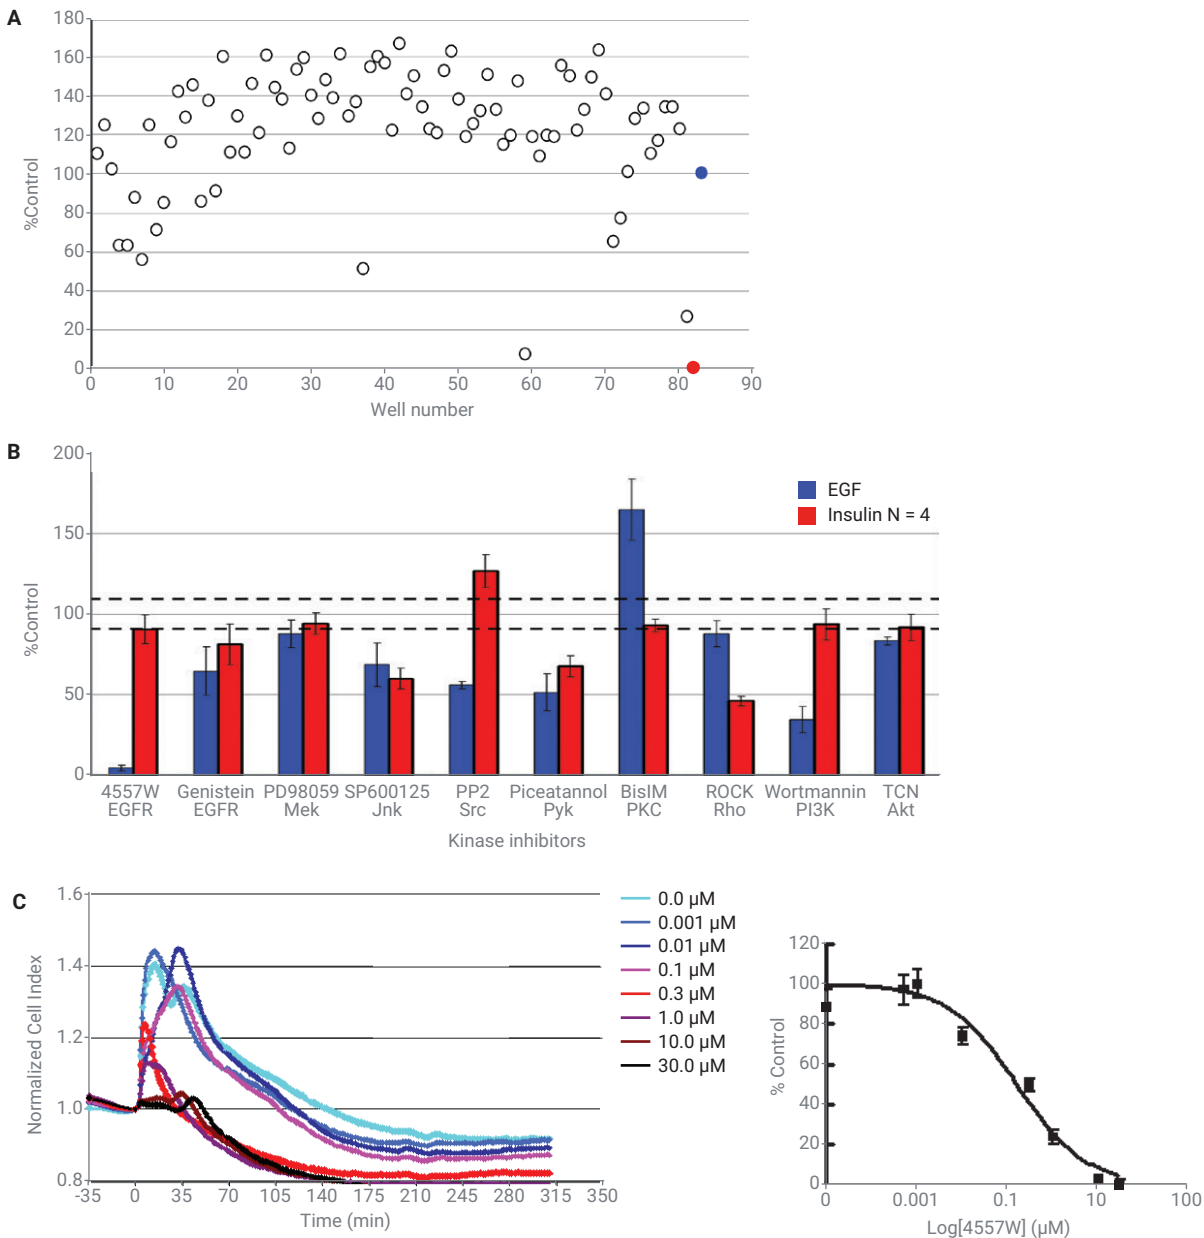 A
180
160
140
120
100
80
60
40
20
0
%Control
0 10 20 30 40 50 60 70 80 90
Well number
B
200
150
100
50
0
%Control
EGF
Insulin N = 4
4557W Genistein PD98059 SP600125 PP2 Piceatannol BisIM ROCK Wortmannin TCN
EGFR EGFR Mek Jnk Src Pyk PKC Rho PI3K Akt
Kinase inhibitors
C
1.6
1.4
1.2
1.0
0.8
Normalized Cell Index
-35 0 35 70 105 140 175 210 245 280 315 350
Time (min)
0.0 μM
0.001 μM
0.01 μM
0.1 μM
0.3 μM
1.0 μM
10.0 μM
30.0 μM
120
100
80
60
40
20
0
% Control
0 0.001 0.1 10 100
Log[4557W] (μM)